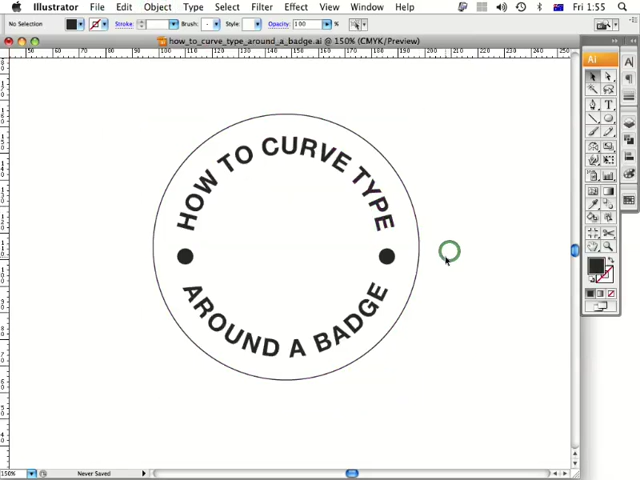 Illustrator File Edit Object Type Select Filter Effect View Window Help Fri 1:55
No Selection Stroke: Brush: Style: Opacity: 100 %
how_to_curve_type_around_a_badge.ai @ 150% (CMYK/Preview)
Ai
HOW TO CURVE TYPE
AROUND A BADGE
150% Never Saved